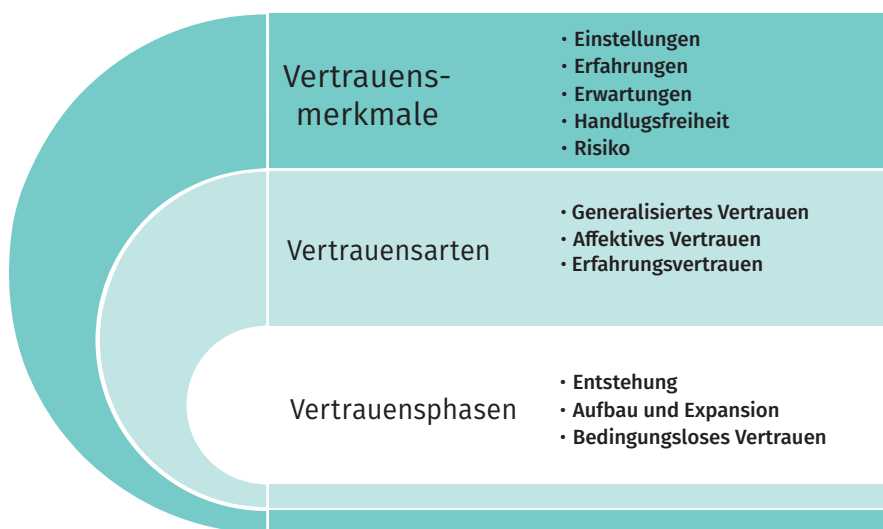 Vertrauens-
merkmale
• Einstellungen
• Erfahrungen
• Erwartungen
• Handlugsfreiheit
• Risiko
Vertrauensarten
• Generalisiertes Vertrauen
• Affektives Vertrauen
• Erfahrungsvertrauen
Vertrauensphasen
• Entstehung
• Aufbau und Expansion
• Bedingungsloses Vertrauen